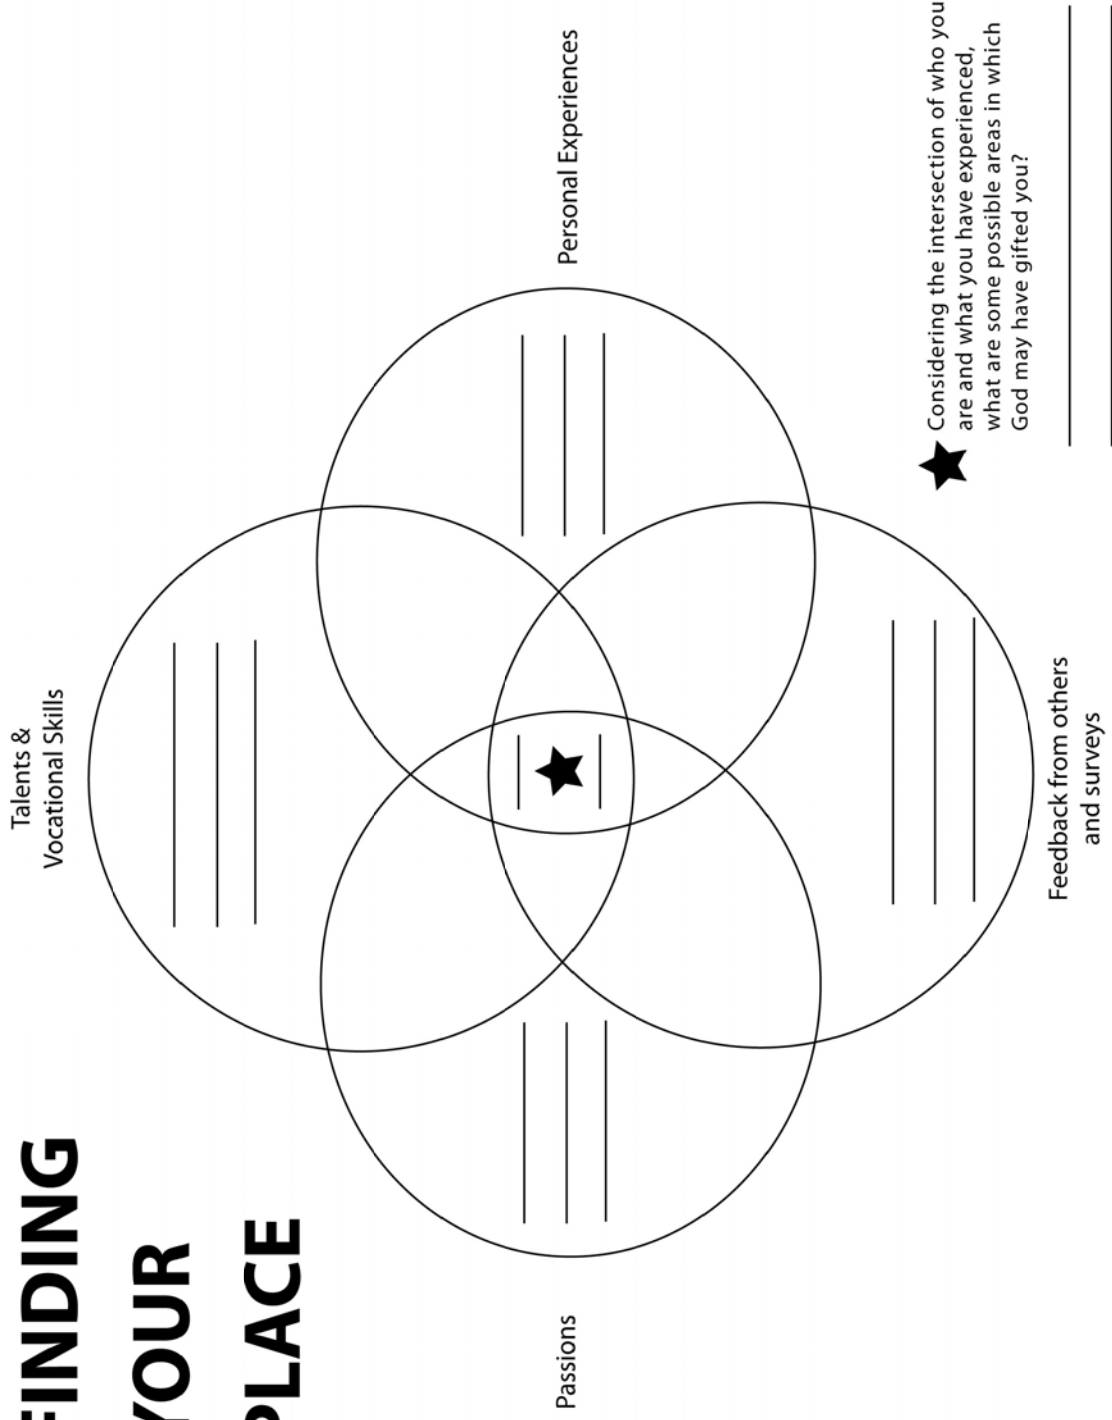 FINDING
YOUR
PLACE
Talents &
Vocational Skills
Passions
Personal Experiences
Feedback from others
and surveys
Considering the intersection of who you
are and what you have experienced,
what are some possible areas in which
God may have gifted you?